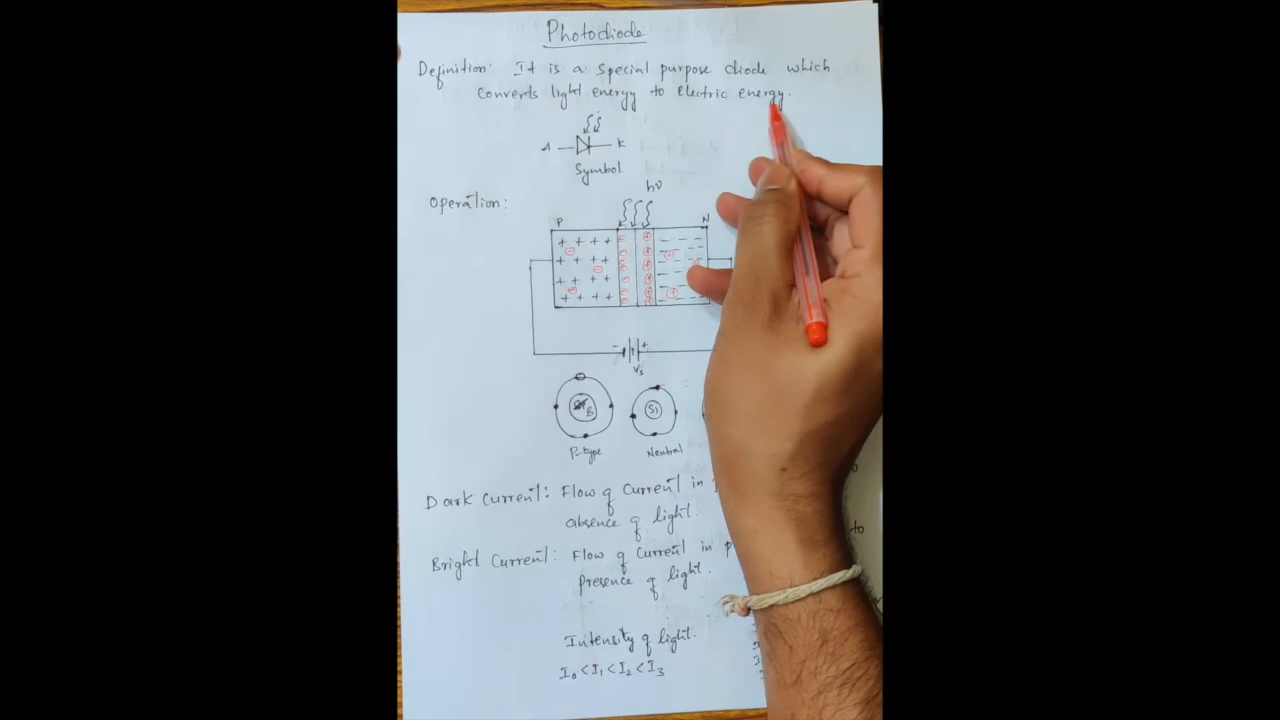 Photodiode
Definition: It is a special purpose diode which
converts light energy to electric energy.
A K
Symbol.
hν
Operation:
P N
- +
Vs
B Si
P-type Neutral
Dark Current: Flow of Current in
absence of light.
to
Bright Current: Flow of Current in p
Presence of light.
Intensity of light.
I₀ < I₁ < I₂ < I₃